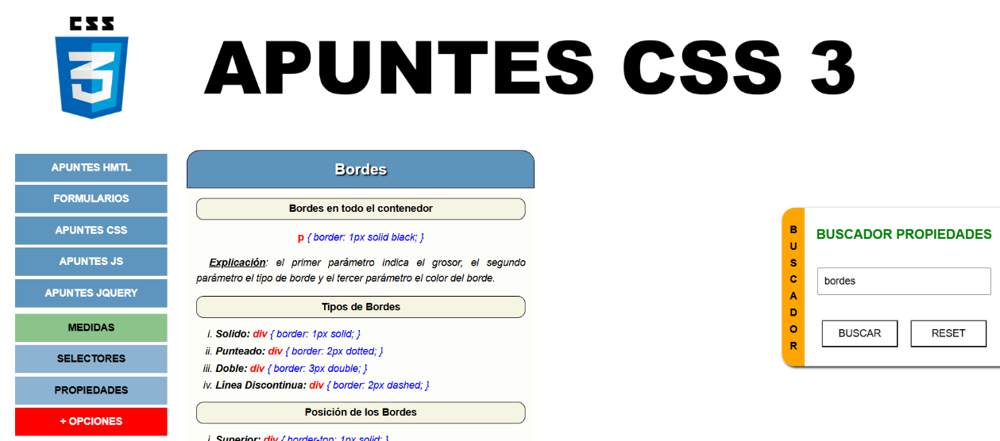 CSS
3
APUNTES CSS 3
APUNTES HMTL
FORMULARIOS
APUNTES CSS
APUNTES JS
APUNTES JQUERY
MEDIDAS
SELECTORES
PROPIEDADES
+ OPCIONES
Bordes
Bordes en todo el contenedor
p { border: 1px solid black; }
Explicación: el primer parámetro indica el grosor, el segundo
parámetro el tipo de borde y el tercer parámetro el color del borde.
Tipos de Bordes
i. Solido: div { border: 1px solid; }
ii. Punteado: div { border: 2px dotted; }
iii. Doble: div { border: 3px double; }
iv. Línea Discontinua: div { border: 2px dashed; }
Posición de los Bordes
i. Superior: div { border-top: 1px solid; }
BUSCADOR
BUSCADOR PROPIEDADES
bordes
BUSCAR
RESET